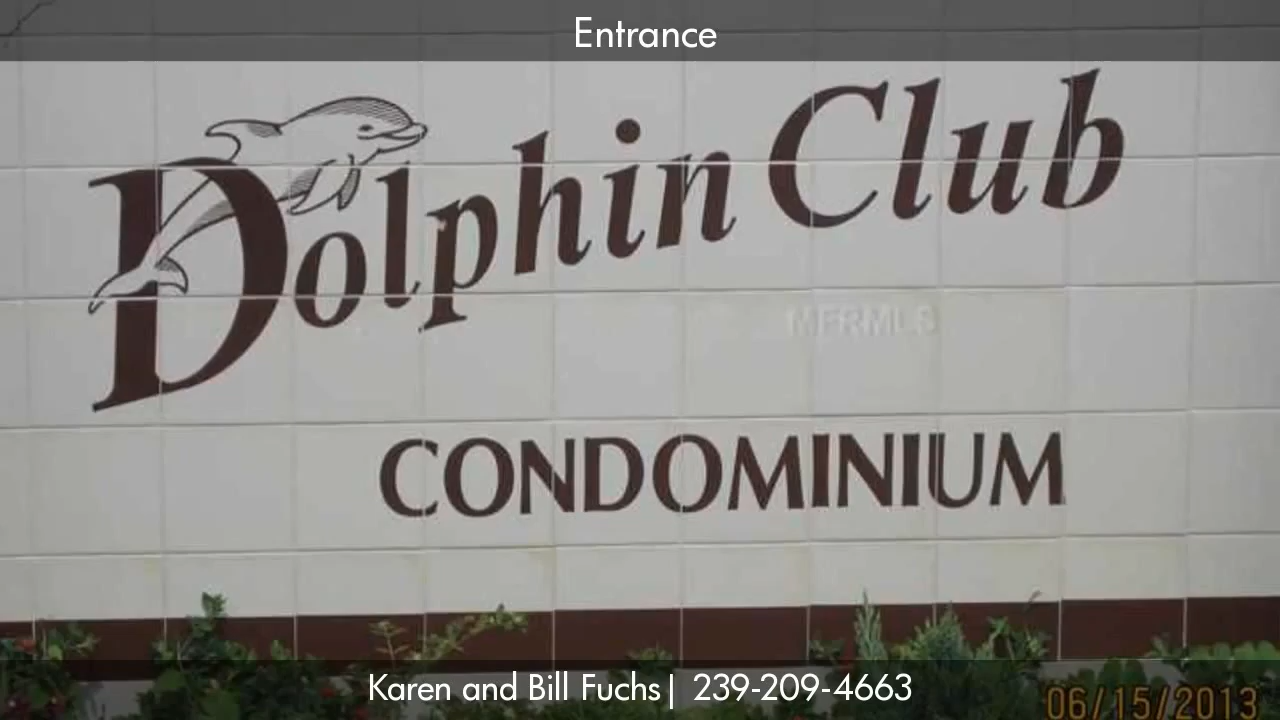 Entrance
Dolphin Club
MFRMLS
CONDOMINIUM
Karen and Bill Fuchs| 239-209-4663
06/15/2013